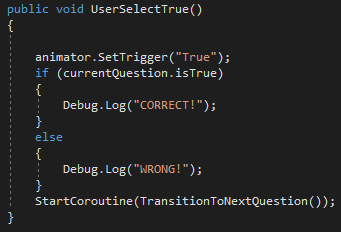 public void UserSelectTrue()
{
animator.SetTrigger("True");
if (currentQuestion.isTrue)
{
Debug.Log("CORRECT!");
}
else
{
Debug.Log("WRONG!");
}
StartCoroutine(TransitionToNextQuestion());
}